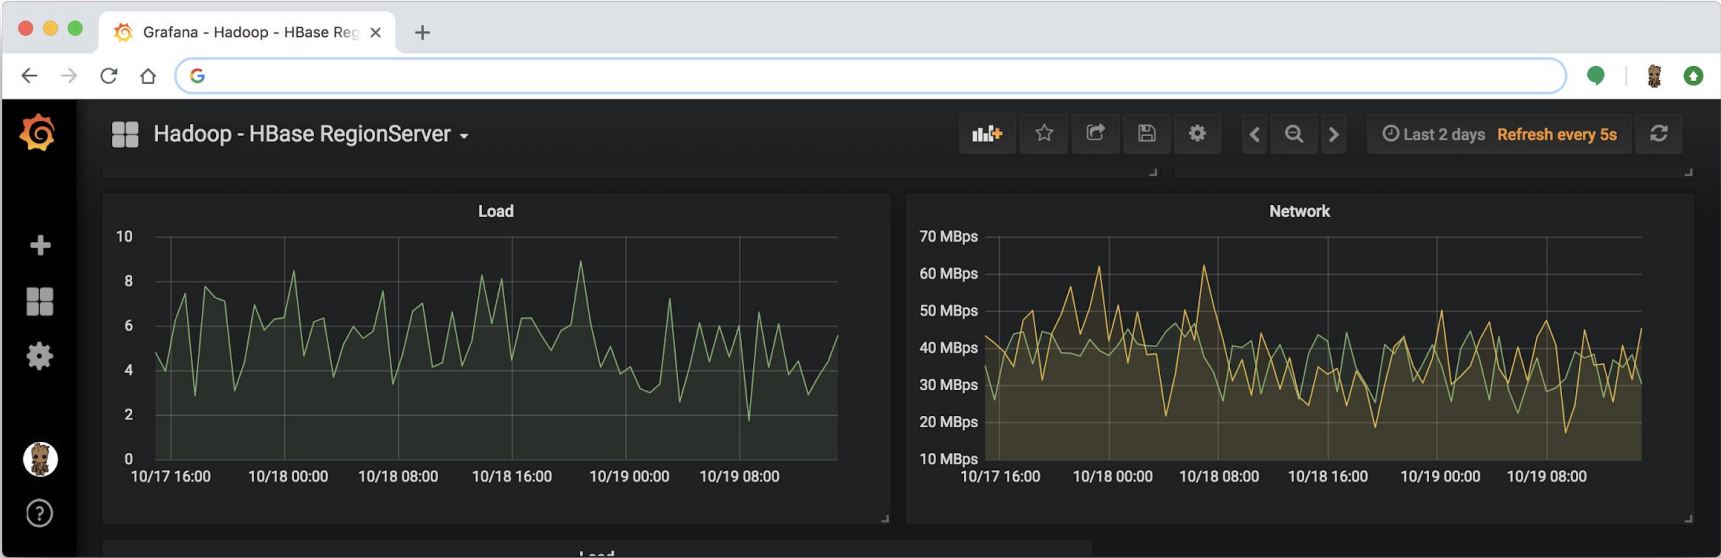 Grafana - Hadoop - HBase Reg
Hadoop - HBase RegionServer
Last 2 days Refresh every 5s
Load
10
8
6
4
2
0
10/17 16:00 10/18 00:00 10/18 08:00 10/18 16:00 10/19 00:00 10/19 08:00
Network
70 MBps
60 MBps
50 MBps
40 MBps
30 MBps
20 MBps
10 MBps
10/17 16:00 10/18 00:00 10/18 08:00 10/18 16:00 10/19 00:00 10/19 08:00